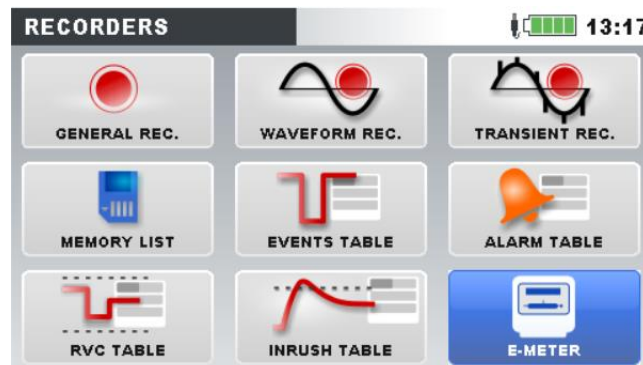 RECORDERS
13:17
GENERAL REC.
WAVEFORM REC.
TRANSIENT REC.
MEMORY LIST
EVENTS TABLE
ALARM TABLE
RVC TABLE
INRUSH TABLE
E-METER